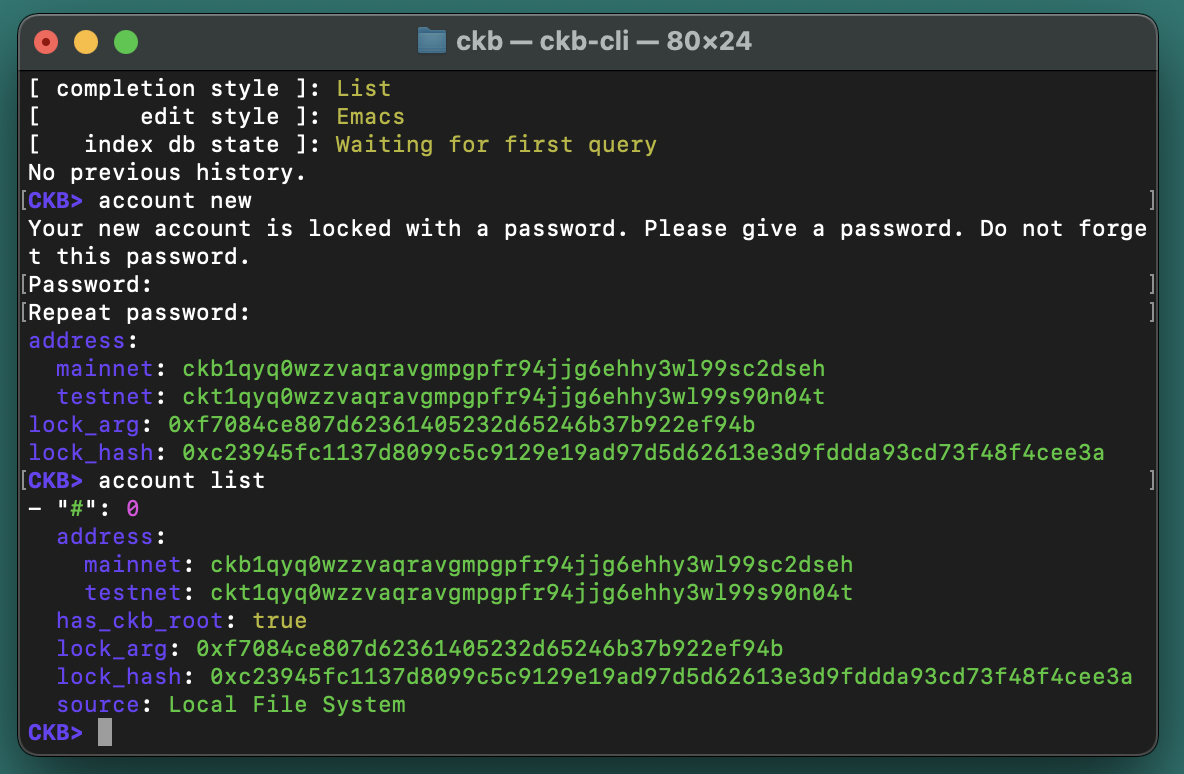 ckb — ckb-cli — 80×24
[ completion style ]: List
[       edit style ]: Emacs
[   index db state ]: Waiting for first query
No previous history.
[CKB> account new ]
Your new account is locked with a password. Please give a password. Do not forge
t this password.
[Password: ]
[Repeat password: ]
address:
  mainnet: ckb1qyq0wzzvaqravgmpgpfr94jjg6ehhy3wl99sc2dseh
  testnet: ckt1qyq0wzzvaqravgmpgpfr94jjg6ehhy3wl99s90n04t
lock_arg: 0xf7084ce807d62361405232d65246b37b922ef94b
lock_hash: 0xc23945fc1137d8099c5c9129e19ad97d5d62613e3d9fddda93cd73f48f4cee3a
[CKB> account list ]
– "#": 0
  address:
    mainnet: ckb1qyq0wzzvaqravgmpgpfr94jjg6ehhy3wl99sc2dseh
    testnet: ckt1qyq0wzzvaqravgmpgpfr94jjg6ehhy3wl99s90n04t
  has_ckb_root: true
  lock_arg: 0xf7084ce807d62361405232d65246b37b922ef94b
  lock_hash: 0xc23945fc1137d8099c5c9129e19ad97d5d62613e3d9fddda93cd73f48f4cee3a
  source: Local File System
CKB>